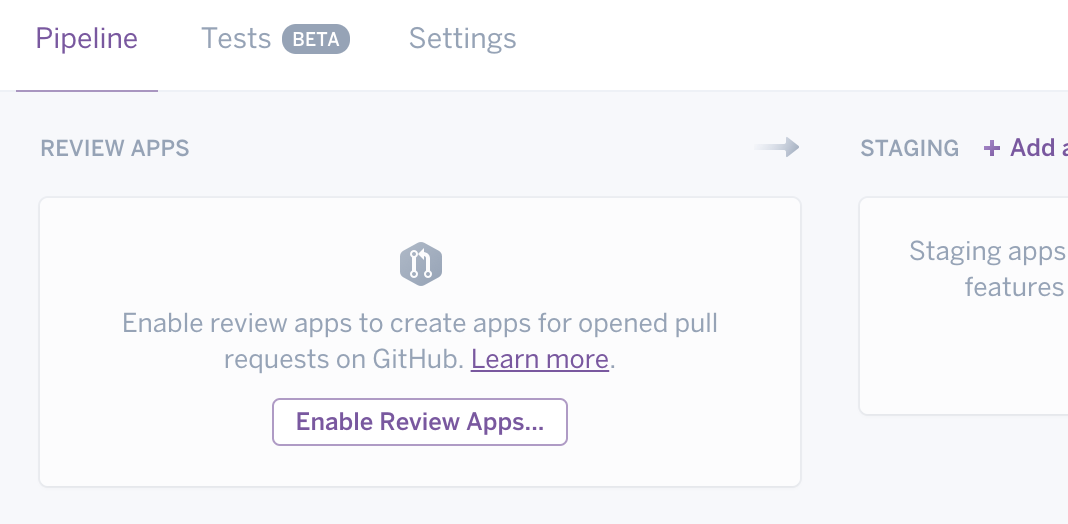 Pipeline Tests BETA Settings
REVIEW APPS
Enable review apps to create apps for opened pull
requests on GitHub. Learn more.
Enable Review Apps...
STAGING + Add a
Staging apps
features